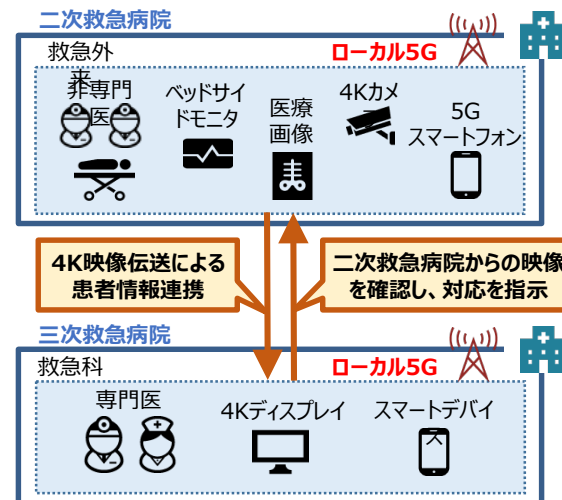 二次救急病院
救急外
来
ローカル5G
非専門
医
ベッドサイ
ドモニタ
医療
画像
4Kカメ
5G
スマートフォン
4K映像伝送による
患者情報連携
二次救急病院からの映像
を確認し、対応を指示
三次救急病院
救急科
ローカル5G
専門医
4Kディスプレイ
スマートデバイ
ス